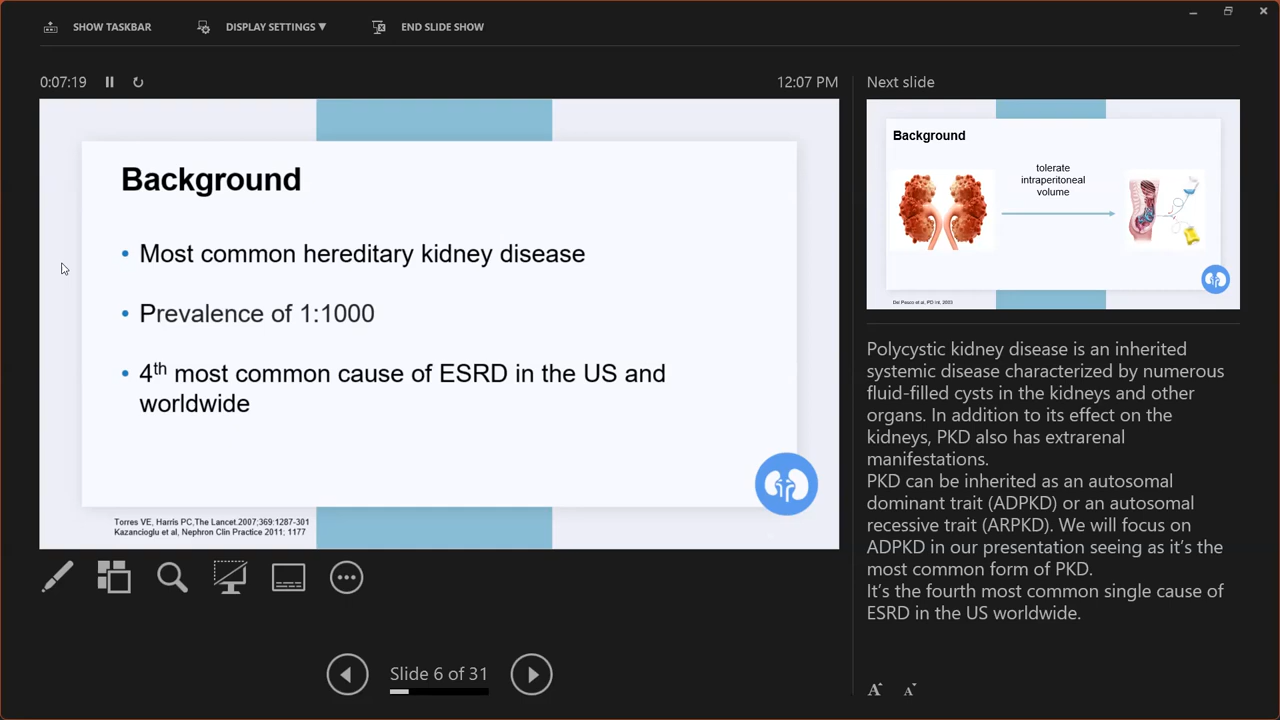 SHOW TASKBAR
DISPLAY SETTINGS ▼
END SLIDE SHOW
0:07:19
12:07 PM
Background
• Most common hereditary kidney disease
• Prevalence of 1:1000
• 4th most common cause of ESRD in the US and
worldwide
Torres VE, Harris PC,The Lancet.2007;369:1287-301
Kazancioglu et al, Nephron Clin Practice 2011; 1177
Slide 6 of 31
Next slide
Background
tolerate
intraperitoneal
volume
Polycystic kidney disease is an inherited
systemic disease characterized by numerous
fluid-filled cysts in the kidneys and other
organs. In addition to its effect on the
kidneys, PKD also has extrarenal
manifestations.
PKD can be inherited as an autosomal
dominant trait (ADPKD) or an autosomal
recessive trait (ARPKD). We will focus on
ADPKD in our presentation seeing as it's the
most common form of PKD.
It's the fourth most common single cause of
ESRD in the US worldwide.
A A